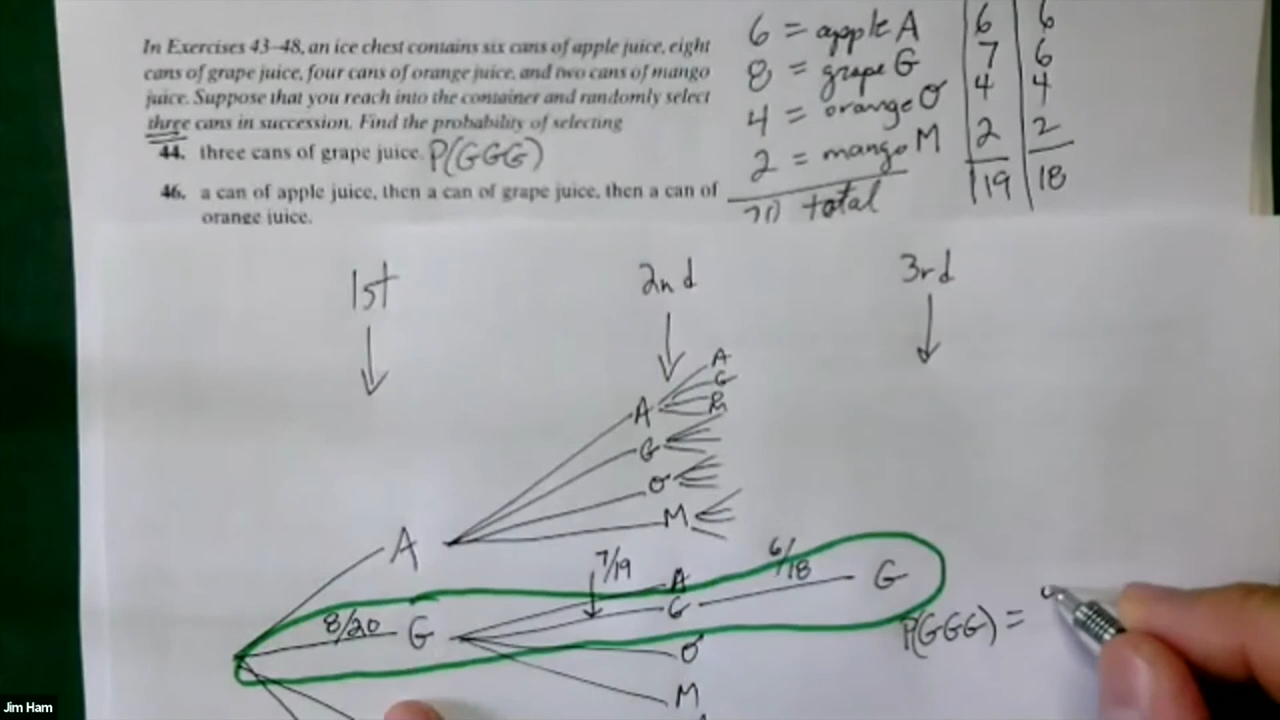 In Exercises 43–48, an ice chest contains six cans of apple juice, eight
cans of grape juice, four cans of orange juice, and two cans of mango
juice. Suppose that you reach into the container and randomly select
three cans in succession. Find the probability of selecting
44. three cans of grape juice. P(GGG)
46. a can of apple juice, then a can of grape juice, then a can of
orange juice.
6 = apple A 6 6
8 = grape G 7 6
4 = orange O 4 4
2 = mango M 2 2
20 total 19 18
1st 2nd 3rd
A
G
A
G
O
M
A
7/19
6/18
A
8/20 G G G
P(GGG) =
O
M
Jim Ham